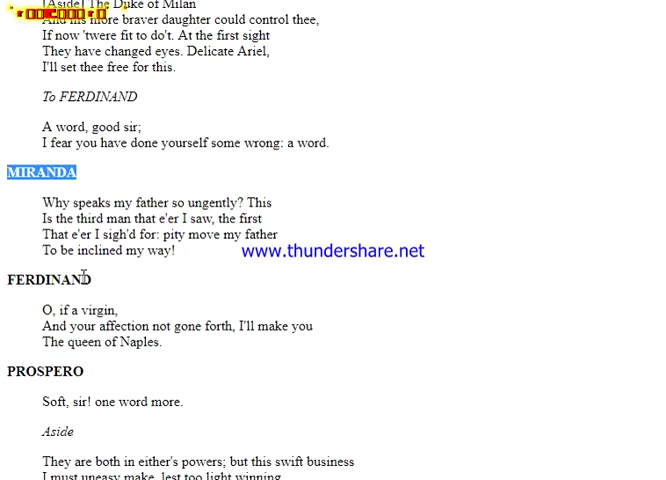 [Aside] The Duke of Milan
And his more braver daughter could control thee,
If now 'twere fit to do't. At the first sight
They have changed eyes. Delicate Ariel,
I'll set thee free for this.
To FERDINAND
A word, good sir;
I fear you have done yourself some wrong: a word.
MIRANDA
Why speaks my father so ungently? This
Is the third man that e'er I saw, the first
That e'er I sigh'd for: pity move my father
To be inclined my way!
www.thundershare.net
FERDINAND
O, if a virgin,
And your affection not gone forth, I'll make you
The queen of Naples.
PROSPERO
Soft, sir! one word more.
Aside
They are both in either's powers; but this swift business
I must uneasy make, lest too light winning